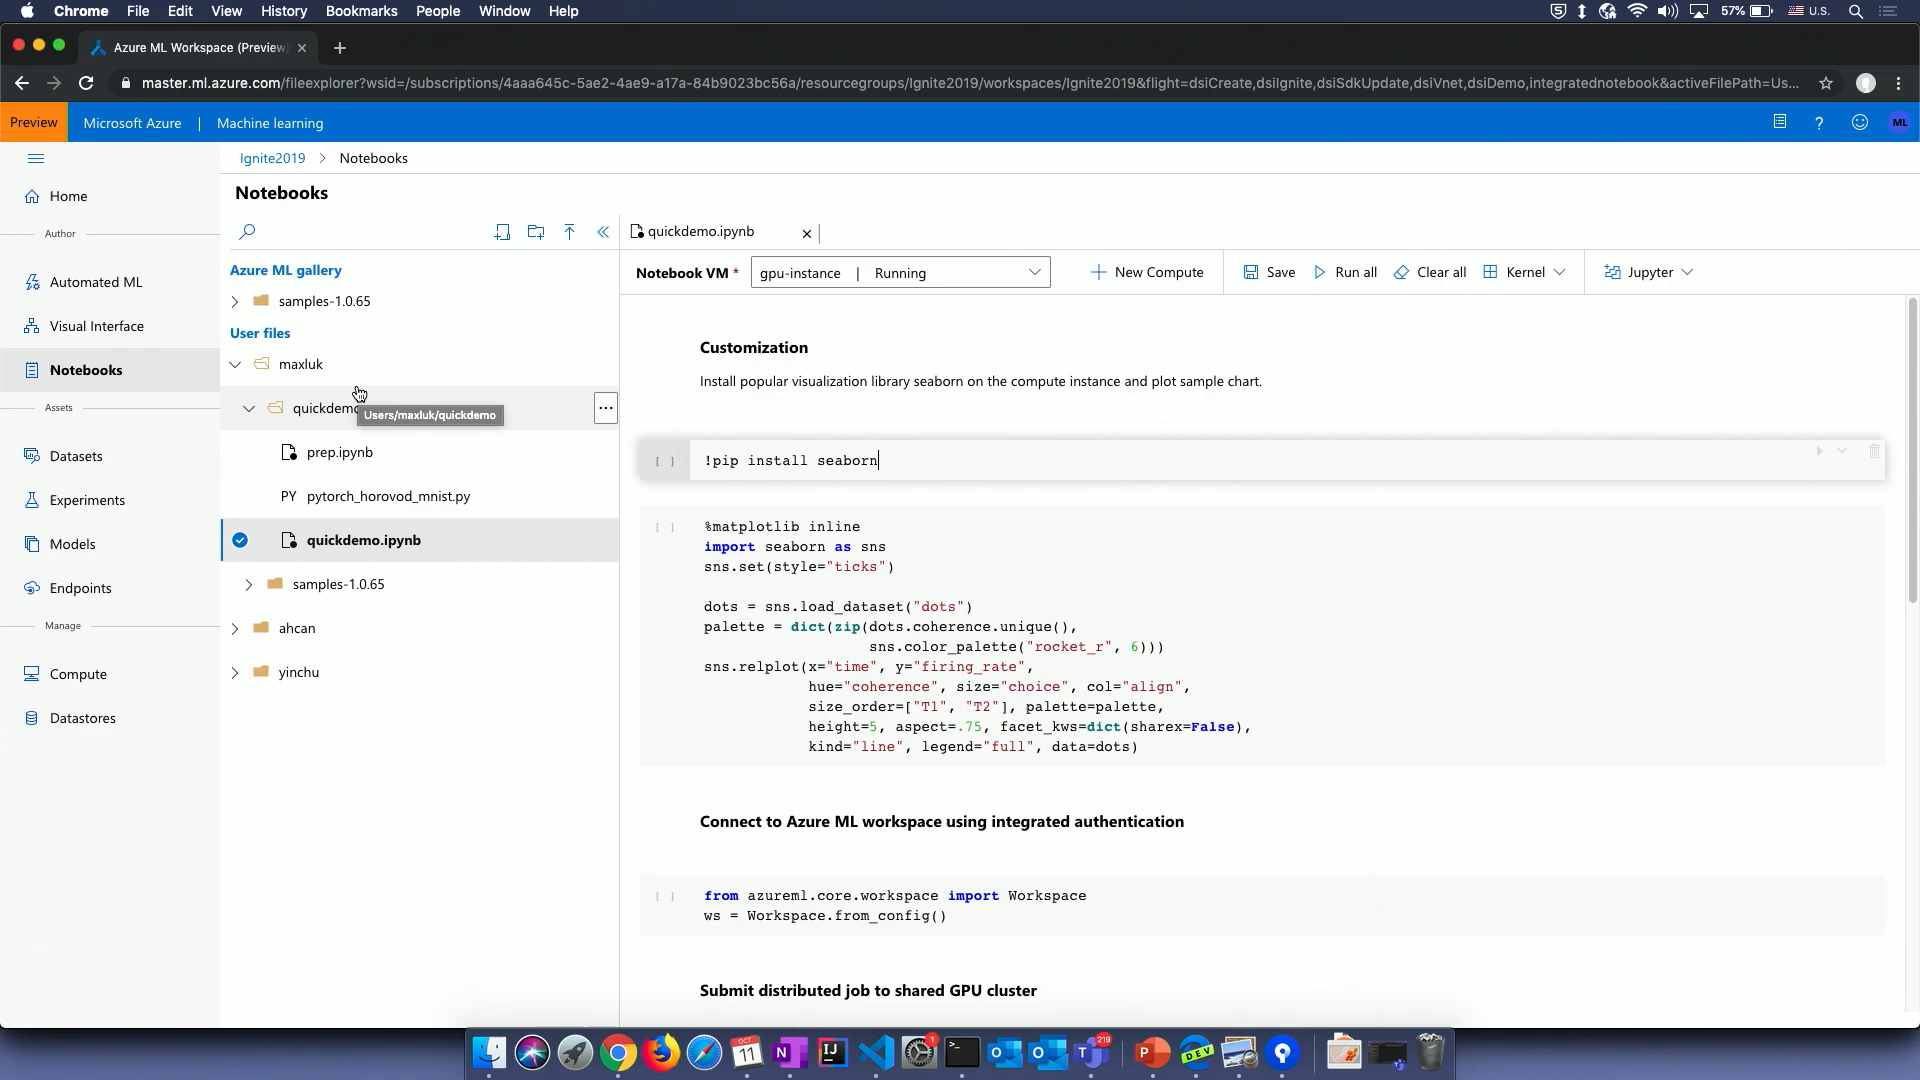 Chrome File Edit View History Bookmarks People Window Help
57% U.S.
Azure ML Workspace (Preview)
master.ml.azure.com/fileexplorer?wsid=/subscriptions/4aaa645c-5ae2-4ae9-a17a-84b9023bc56a/resourcegroups/Ignite2019/workspaces/Ignite2019&flight=dsiCreate,dsiIgnite,dsiSdkUpdate,dsiVnet,dsiDemo,integratednotebook&activeFilePath=Us...
Preview Microsoft Azure | Machine learning
? ML
Ignite2019 > Notebooks
Notebooks
Home
Author
Automated ML
Visual Interface
Notebooks
Assets
Datasets
Experiments
Models
Endpoints
Manage
Compute
Datastores
Azure ML gallery
samples-1.0.65
User files
maxluk
quickdemo
Users/maxluk/quickdemo
prep.ipynb
PY pytorch_horovod_mnist.py
quickdemo.ipynb
samples-1.0.65
ahcan
yinchu
quickdemo.ipynb
Notebook VM * gpu-instance | Running New Compute Save Run all Clear all Kernel Jupyter
Customization
Install popular visualization library seaborn on the compute instance and plot sample chart.
[ ] !pip install seaborn
[ ] %matplotlib inline
import seaborn as sns
sns.set(style="ticks")
dots = sns.load_dataset("dots")
palette = dict(zip(dots.coherence.unique(),
sns.color_palette("rocket_r", 6)))
sns.relplot(x="time", y="firing_rate",
hue="coherence", size="choice", col="align",
size_order=["T1", "T2"], palette=palette,
height=5, aspect=.75, facet_kws=dict(sharex=False),
kind="line", legend="full", data=dots)
Connect to Azure ML workspace using integrated authentication
[ ] from azureml.core.workspace import Workspace
ws = Workspace.from_config()
Submit distributed job to shared GPU cluster
OCT
11
N
IJ
1
219
P
DEV